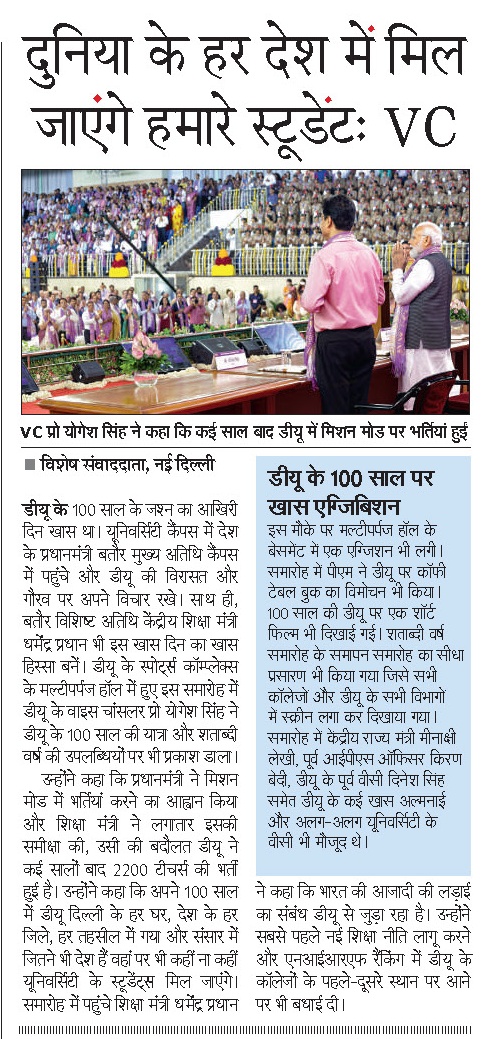 दुनिया के हर देश में मिल
जाएंगे हमारे स्टूडेंटः VC
VC प्रो योगेश सिंह ने कहा कि कई साल बाद डीयू में मिशन मोड पर भर्तियां हुईं
■ विशेष संवाददाता, नई दिल्ली
डीयू के 100 साल के जश्न का आखिरी
दिन खास था। यूनिवर्सिटी कैंपस में देश
के प्रधानमंत्री बतौर मुख्य अतिथि कैंपस
में पहुंचे और डीयू की विरासत और
गौरव पर अपने विचार रखे। साथ ही,
बतौर विशिष्ट अतिथि केंद्रीय शिक्षा मंत्री
धर्मेंद्र प्रधान भी इस खास दिन का खास
हिस्सा बनें। डीयू के स्पोर्ट्स कॉम्प्लेक्स
के मल्टीपर्पज हॉल में हुए इस समारोह में
डीयू के वाइस चांसलर प्रो योगेश सिंह ने
डीयू के 100 साल की यात्रा और शताब्दी
वर्ष की उपलब्धियों पर भी प्रकाश डाला।
उन्होंने कहा कि प्रधानमंत्री ने मिशन
मोड में भर्तियां करने का आह्वान किया
और शिक्षा मंत्री ने लगातार इसकी
समीक्षा की, उसी की बदौलत डीयू ने
कई सालों बाद 2200 टीचर्स की भर्ती
हुई है। उन्होंने कहा कि अपने 100 साल
में डीयू दिल्ली के हर घर, देश के हर
जिले, हर तहसील में गया और संसार में
जितने भी देश हैं वहां पर भी कहीं ना कहीं
यूनिवर्सिटी के स्टूडेंट्स मिल जाएंगे।
समारोह में पहुंचे शिक्षा मंत्री धर्मेंद्र प्रधान
डीयू के 100 साल पर
खास एग्जिबिशन
इस मौके पर मल्टीपर्पज हॉल के
बेसमेंट में एक एग्जिशन भी लगी।
समारोह में पीएम ने डीयू पर कॉफी
टेबल बुक का विमोचन भी किया।
100 साल की डीयू पर एक शॉर्ट
फिल्म भी दिखाई गई। शताब्दी वर्ष
समारोह के समापन समारोह का सीधा
प्रसारण भी किया गया जिसे सभी
कॉलेजों और डीयू के सभी विभागों
में स्क्रीन लगा कर दिखाया गया।
समारोह में केंद्रीय राज्य मंत्री मीनाक्षी
लेखी, पूर्व आईपीएस ऑफिसर किरण
बेदी, डीयू के पूर्व वीसी दिनेश सिंह
समेत डीयू के कई खास अल्मनाई
और अलग-अलग यूनिवर्सिटी के
वीसी भी मौजूद थे।
ने कहा कि भारत की आजादी की लड़ाई
का संबंध डीयू से जुड़ा रहा है। उन्होंने
सबसे पहले नई शिक्षा नीति लागू करने
और एनआईआरएफ रैंकिंग में डीयू के
कॉलेजों के पहले-दूसरे स्थान पर आने
पर भी बधाई दी।